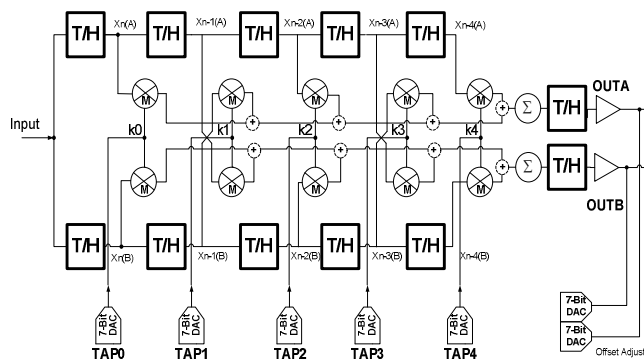 T/H T/H T/H T/H T/H
Xn(A) Xn-1(A) Xn-2(A) Xn-3(A) Xn-4(A)
M M M M M
OUTA
Σ T/H
Input
k0 k1 k2 k3 k4
+ + + +
+ + + +
Σ T/H
M M M M M
OUTB
T/H T/H T/H T/H T/H
Xn(B) Xn-1(B) Xn-2(B) Xn-3(B) Xn-4(B)
7-Bit DAC 7-Bit DAC 7-Bit DAC 7-Bit DAC 7-Bit DAC
TAP0 TAP1 TAP2 TAP3 TAP4
7-Bit DAC
7-Bit DAC
Offset Adjust